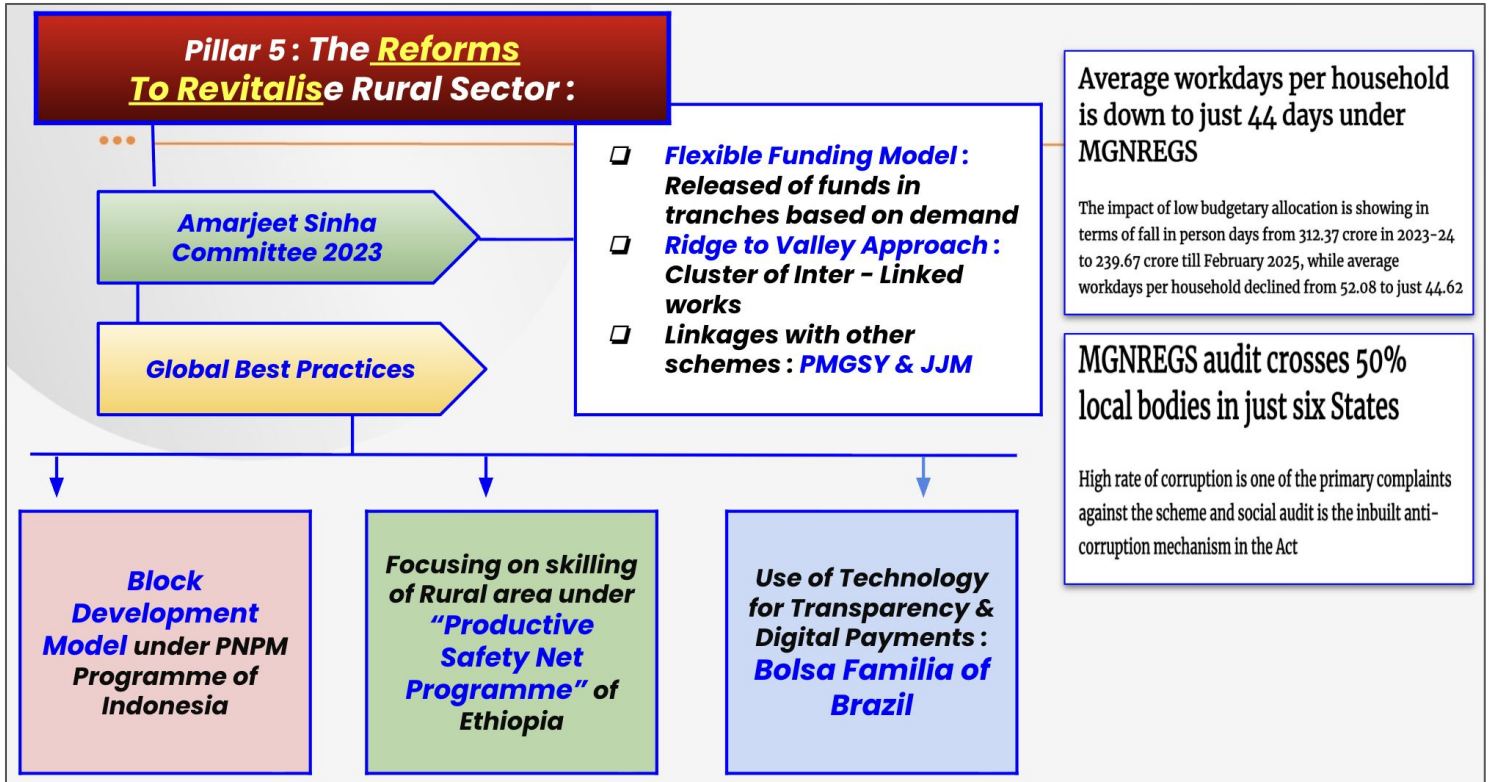 Pillar 5 : The Reforms
To Revitalise Rural Sector :
Amarjeet Sinha
Committee 2023
❑ Flexible Funding Model :
Released of funds in
tranches based on demand
❑ Ridge to Valley Approach :
Cluster of Inter - Linked
works
❑ Linkages with other
schemes : PMGSY & JJM
Global Best Practices
Block
Development
Model under PNPM
Programme of
Indonesia
Focusing on skilling
of Rural area under
“Productive
Safety Net
Programme” of
Ethiopia
Use of Technology
for Transparency &
Digital Payments :
Bolsa Familia of
Brazil
Average workdays per household
is down to just 44 days under
MGNREGS
The impact of low budgetary allocation is showing in
terms of fall in person days from 312.37 crore in 2023-24
to 239.67 crore till February 2025, while average
workdays per household declined from 52.08 to just 44.62
MGNREGS audit crosses 50%
local bodies in just six States
High rate of corruption is one of the primary complaints
against the scheme and social audit is the inbuilt anti-
corruption mechanism in the Act